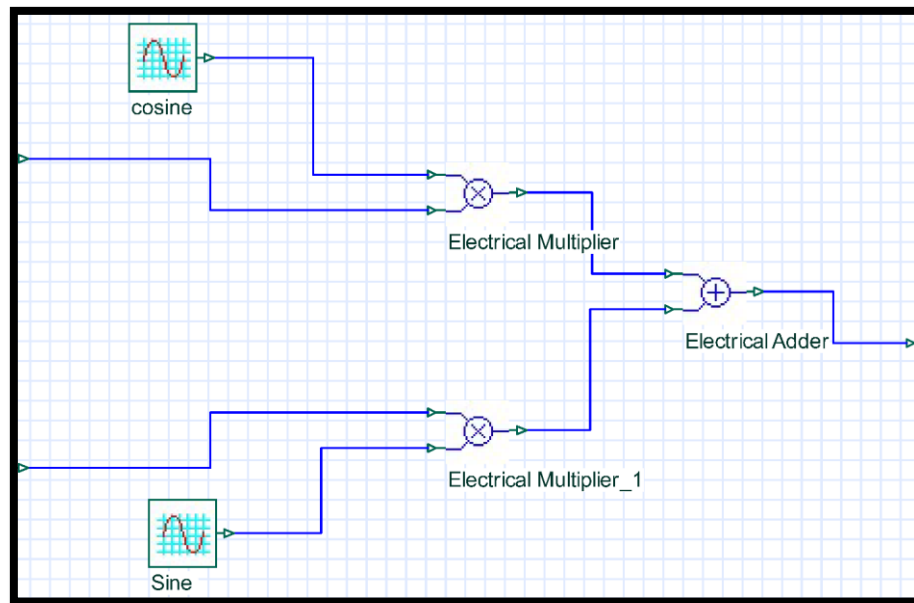 cosine
Electrical Multiplier
Electrical Adder
Electrical Multiplier_1
Sine